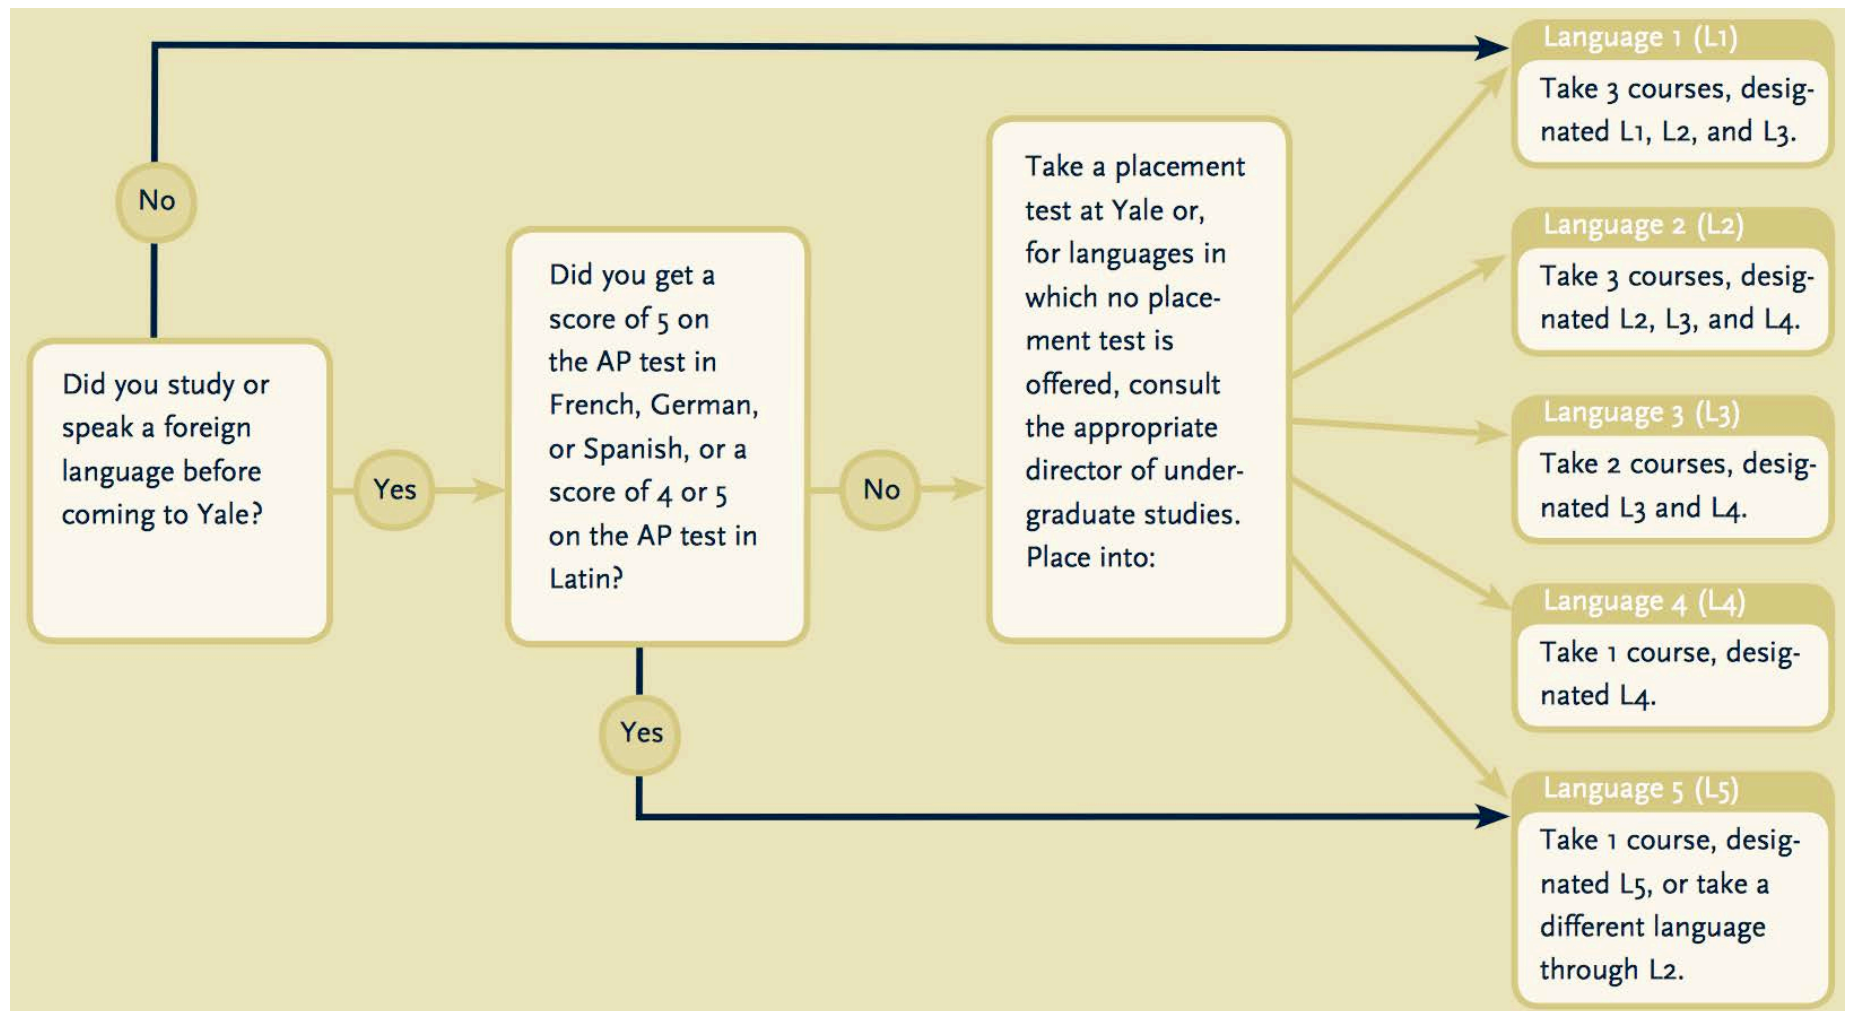 No
Did you study or
speak a foreign
language before
coming to Yale?
Yes
Did you get a
score of 5 on
the AP test in
French, German,
or Spanish, or a
score of 4 or 5
on the AP test in
Latin?
Yes
No
Take a placement
test at Yale or,
for languages in
which no place-
ment test is
offered, consult
the appropriate
director of under-
graduate studies.
Place into:
Language 1 (L1)
Take 3 courses, desig-
nated L1, L2, and L3.
Language 2 (L2)
Take 3 courses, desig-
nated L2, L3, and L4.
Language 3 (L3)
Take 2 courses, desig-
nated L3 and L4.
Language 4 (L4)
Take 1 course, desig-
nated L4.
Language 5 (L5)
Take 1 course, desig-
nated L5, or take a
different language
through L2.